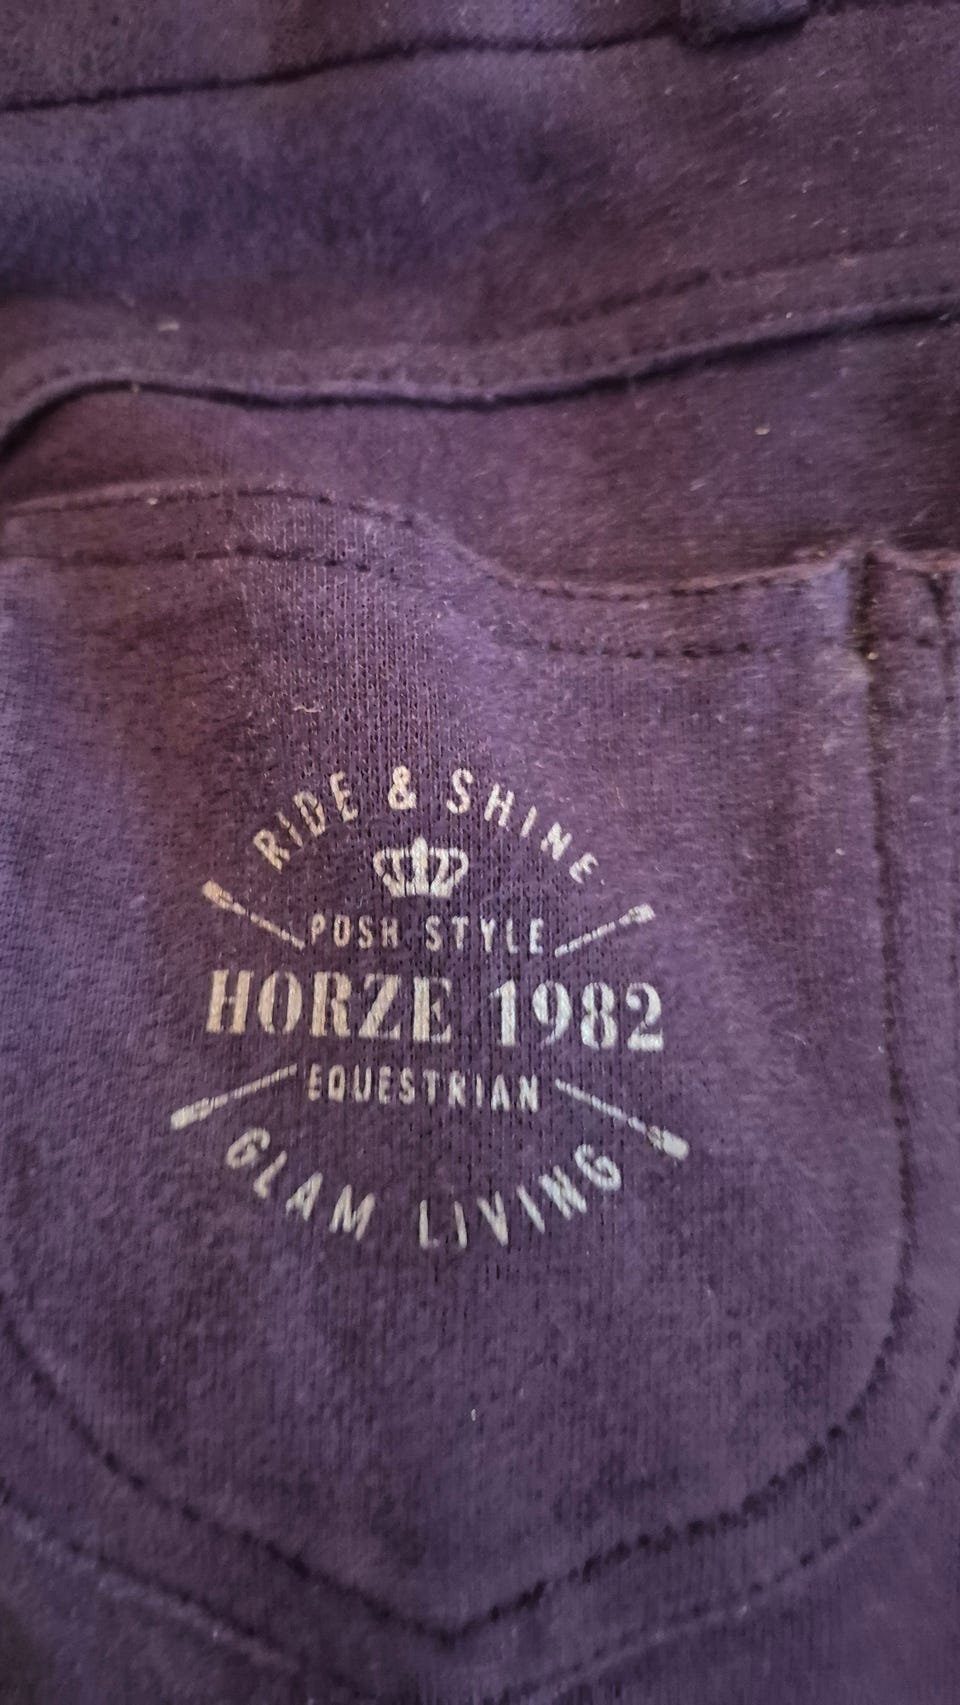 RIDE & SHINE
POSH STYLE
HORZE 1982
EQUESTRIAN
GLAM LIVING